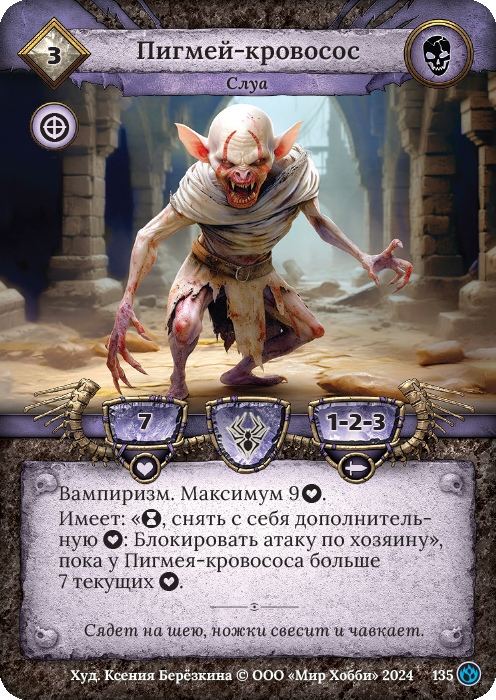 3
Пигмей-кровосос
Слуа
7
1-2-3
Вампиризм. Максимум 9.
Имеет: «, снять с себя дополнитель-
ную : Блокировать атаку по хозяину»,
пока у Пигмея-кровососа больше
7 текущих .
Сядет на шею, ножки свесит и чавкает.
Худ. Ксения Берёзкина © ООО «Мир Хобби» 2024 135